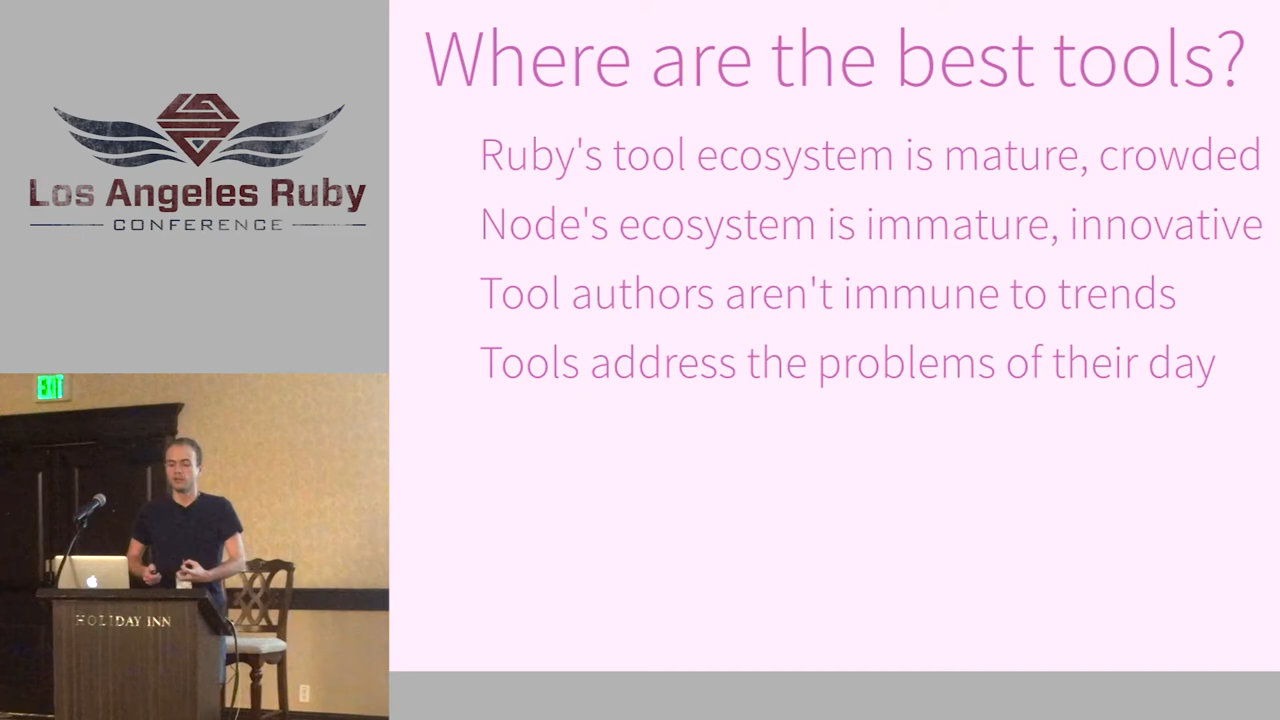 Los Angeles Ruby
CONFERENCE
Where are the best tools?
Ruby's tool ecosystem is mature, crowded
Node's ecosystem is immature, innovative
Tool authors aren't immune to trends
Tools address the problems of their day
EXIT
HOLIDAY INN